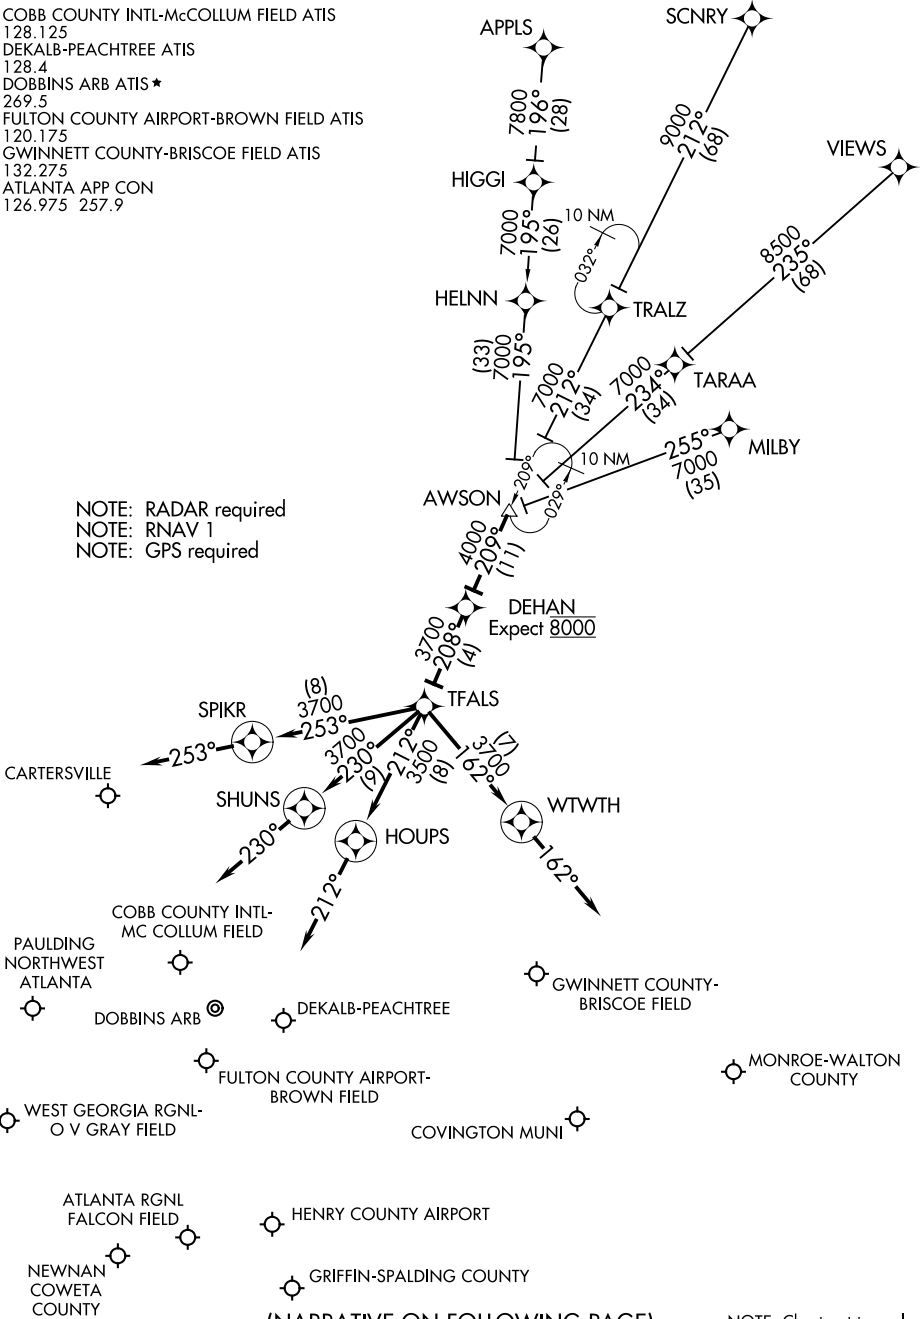 COBB COUNTY INTL-McCOLLUM FIELD ATIS
128.125
DEKALB-PEACHTREE ATIS
128.4
DOBBINS ARB ATIS★
269.5
FULTON COUNTY AIRPORT-BROWN FIELD ATIS
120.175
GWINNETT COUNTY-BRISCOE FIELD ATIS
132.275
ATLANTA APP CON
126.975 257.9
APPLS
7800
196°
(28)
HIGGI
7000
195°
(26)
HELNN
(33)
7000
195°
SCNRY
9000
212°
(68)
10 NM
032°
TRALZ
7000
212°
(34)
VIEWS
8500
235°
(68)
TARAA
7000
234°
(34)
MILBY
255°
7000
(35)
10 NM
209°
029°
AWSON
NOTE: RADAR required
NOTE: RNAV 1
NOTE: GPS required
4000
209°
(11)
DEHAN
Expect 8000
3700
208°
(4)
TFALS
(8)
3700
253°
SPIKR
253°
CARTERSVILLE
3700
230°
(9)
SHUNS
230°
212°
3500
(8)
HOUPS
212°
(7)
3700
162°
WTWTH
162°
COBB COUNTY INTL-
MC COLLUM FIELD
PAULDING
NORTHWEST
ATLANTA
DOBBINS ARB
DEKALB-PEACHTREE
GWINNETT COUNTY-
BRISCOE FIELD
FULTON COUNTY AIRPORT-
BROWN FIELD
MONROE-WALTON
COUNTY
WEST GEORGIA RGNL-
O V GRAY FIELD
COVINGTON MUNI
ATLANTA RGNL
FALCON FIELD
HENRY COUNTY AIRPORT
NEWNAN
COWETA
COUNTY
GRIFFIN-SPALDING COUNTY
(NARRATIVE ON FOLLOWING PAGE)
NOTE: Chart not